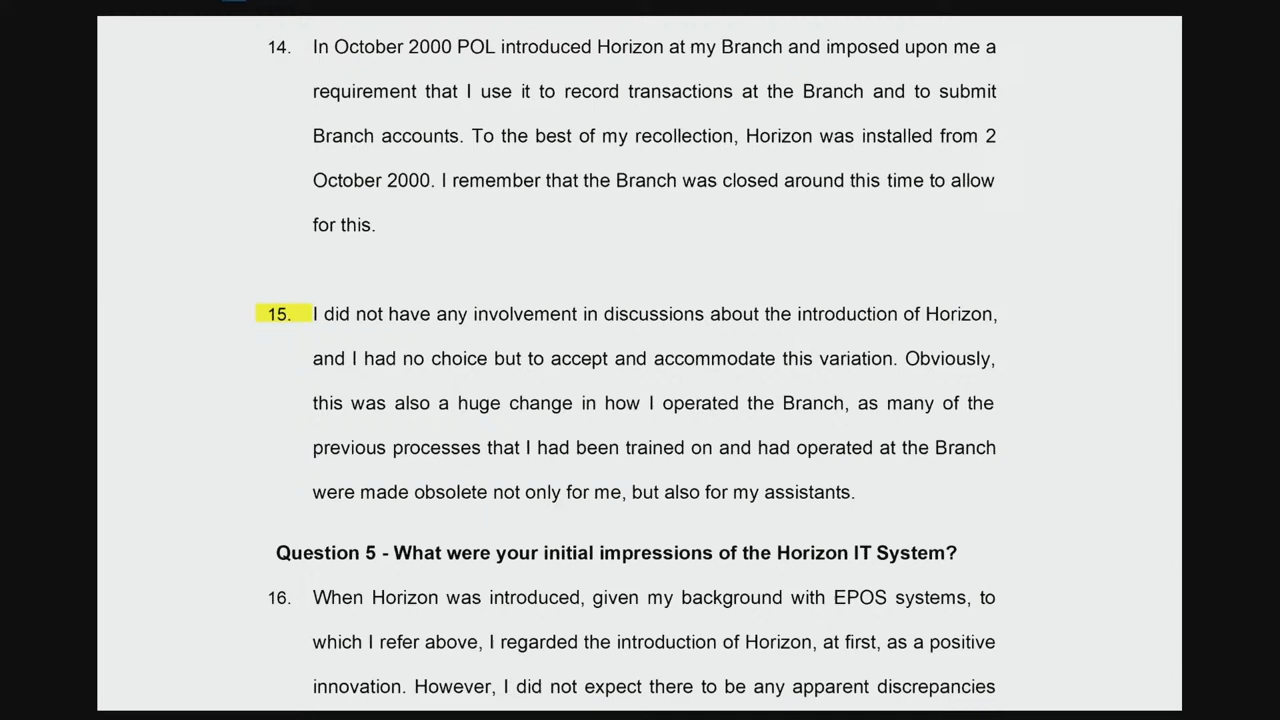 14. In October 2000 POL introduced Horizon at my Branch and imposed upon me a
requirement that I use it to record transactions at the Branch and to submit
Branch accounts. To the best of my recollection, Horizon was installed from 2
October 2000. I remember that the Branch was closed around this time to allow
for this.
15. I did not have any involvement in discussions about the introduction of Horizon,
and I had no choice but to accept and accommodate this variation. Obviously,
this was also a huge change in how I operated the Branch, as many of the
previous processes that I had been trained on and had operated at the Branch
were made obsolete not only for me, but also for my assistants.
Question 5 - What were your initial impressions of the Horizon IT System?
16. When Horizon was introduced, given my background with EPOS systems, to
which I refer above, I regarded the introduction of Horizon, at first, as a positive
innovation. However, I did not expect there to be any apparent discrepancies